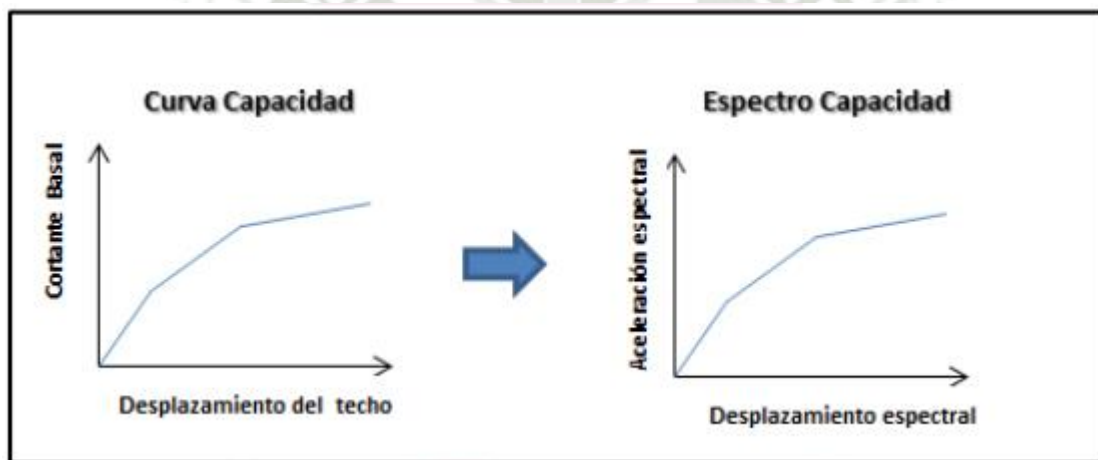 Curva Capacidad
Cortante Basal
Desplazamiento del techo
Espectro Capacidad
Aceleración espectral
Desplazamiento espectral